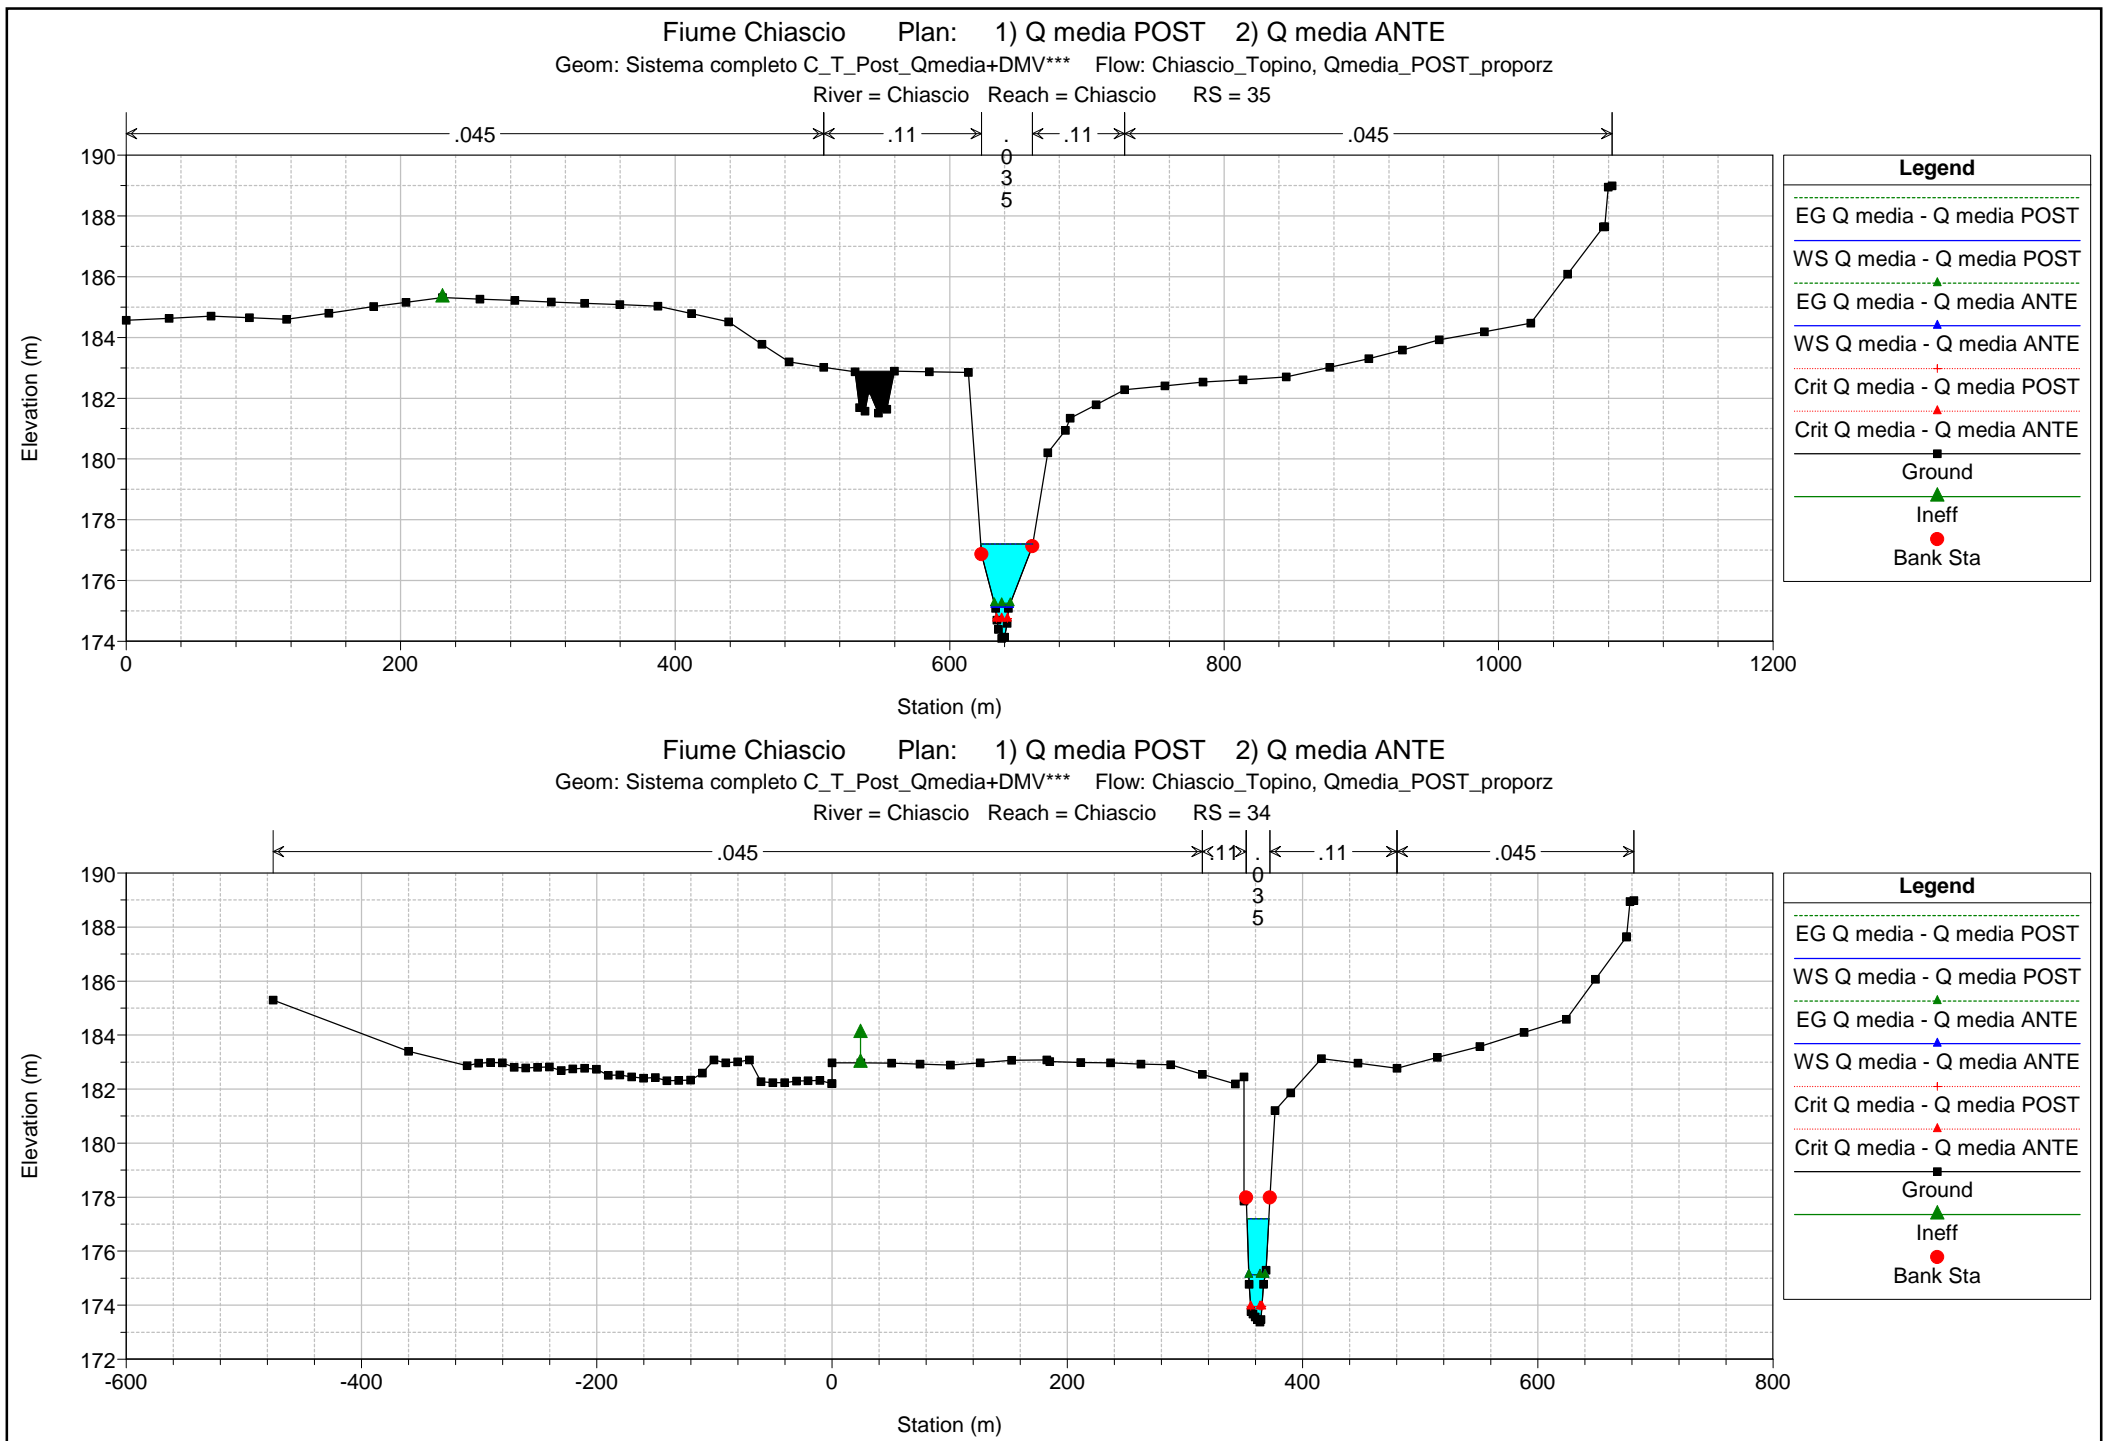 Fiume Chiascio Plan: 1) Q media POST 2) Q media ANTE
Geom: Sistema completo C_T_Post_Qmedia+DMV*** Flow: Chiascio_Topino, Qmedia_POST_proporz
River = Chiascio Reach = Chiascio RS = 35
.045 .11 .035 .11 .045
190
188
186
184
182
180
178
176
174
Elevation (m)
0 200 400 600 800 1000 1200
Station (m)
Legend
EG Q media - Q media POST
WS Q media - Q media POST
EG Q media - Q media ANTE
WS Q media - Q media ANTE
Crit Q media - Q media POST
Crit Q media - Q media ANTE
Ground
Ineff
Bank Sta
Fiume Chiascio Plan: 1) Q media POST 2) Q media ANTE
Geom: Sistema completo C_T_Post_Qmedia+DMV*** Flow: Chiascio_Topino, Qmedia_POST_proporz
River = Chiascio Reach = Chiascio RS = 34
.045 .11 .035 .11 .045
190
188
186
184
182
180
178
176
174
172
Elevation (m)
-600 -400 -200 0 200 400 600 800
Station (m)
Legend
EG Q media - Q media POST
WS Q media - Q media POST
EG Q media - Q media ANTE
WS Q media - Q media ANTE
Crit Q media - Q media POST
Crit Q media - Q media ANTE
Ground
Ineff
Bank Sta